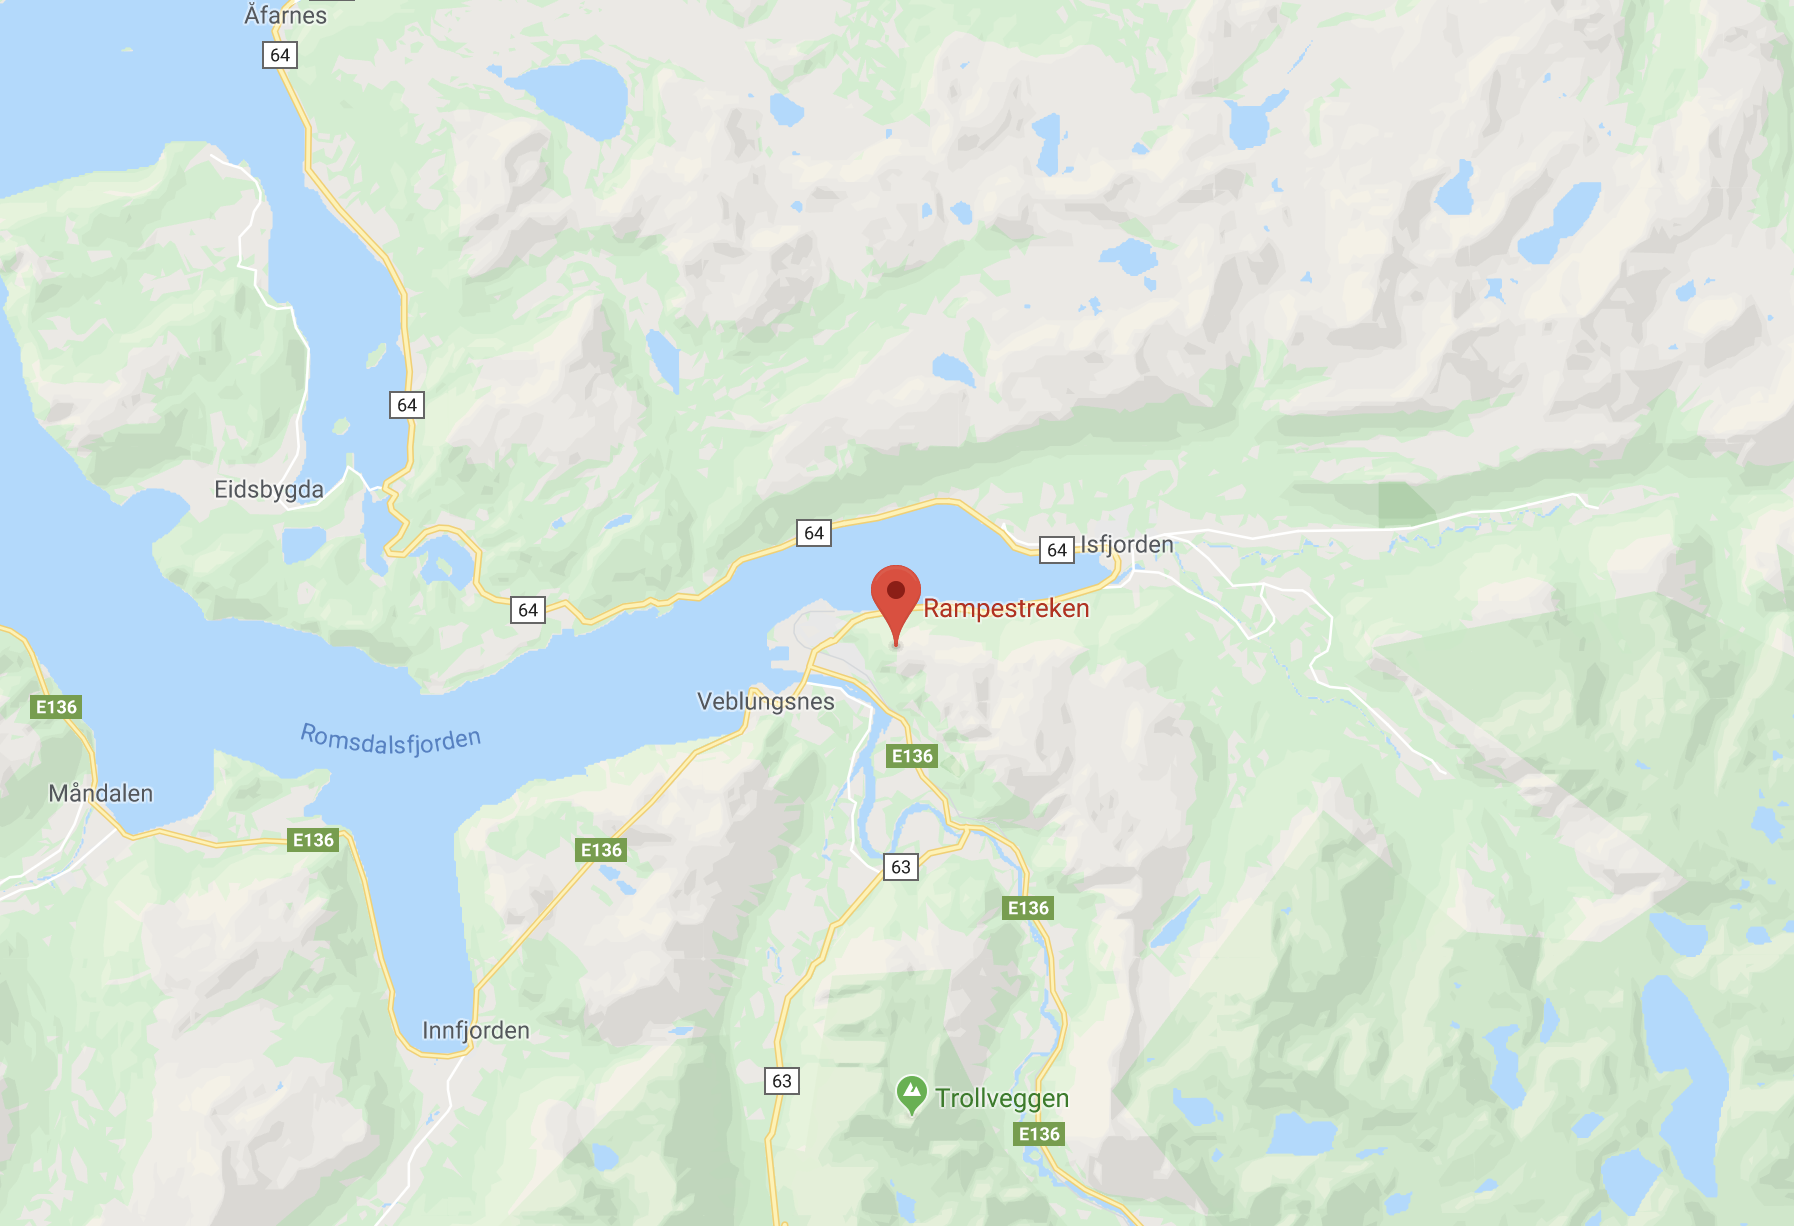 Åfarnes
64
64
Eidsbygda
64
64
Isfjorden
64
Rampestreken
E136
Veblungsnes
Romsdalsfjorden
E136
Måndalen
E136
E136
63
E136
Innfjorden
63
Trollveggen
E136